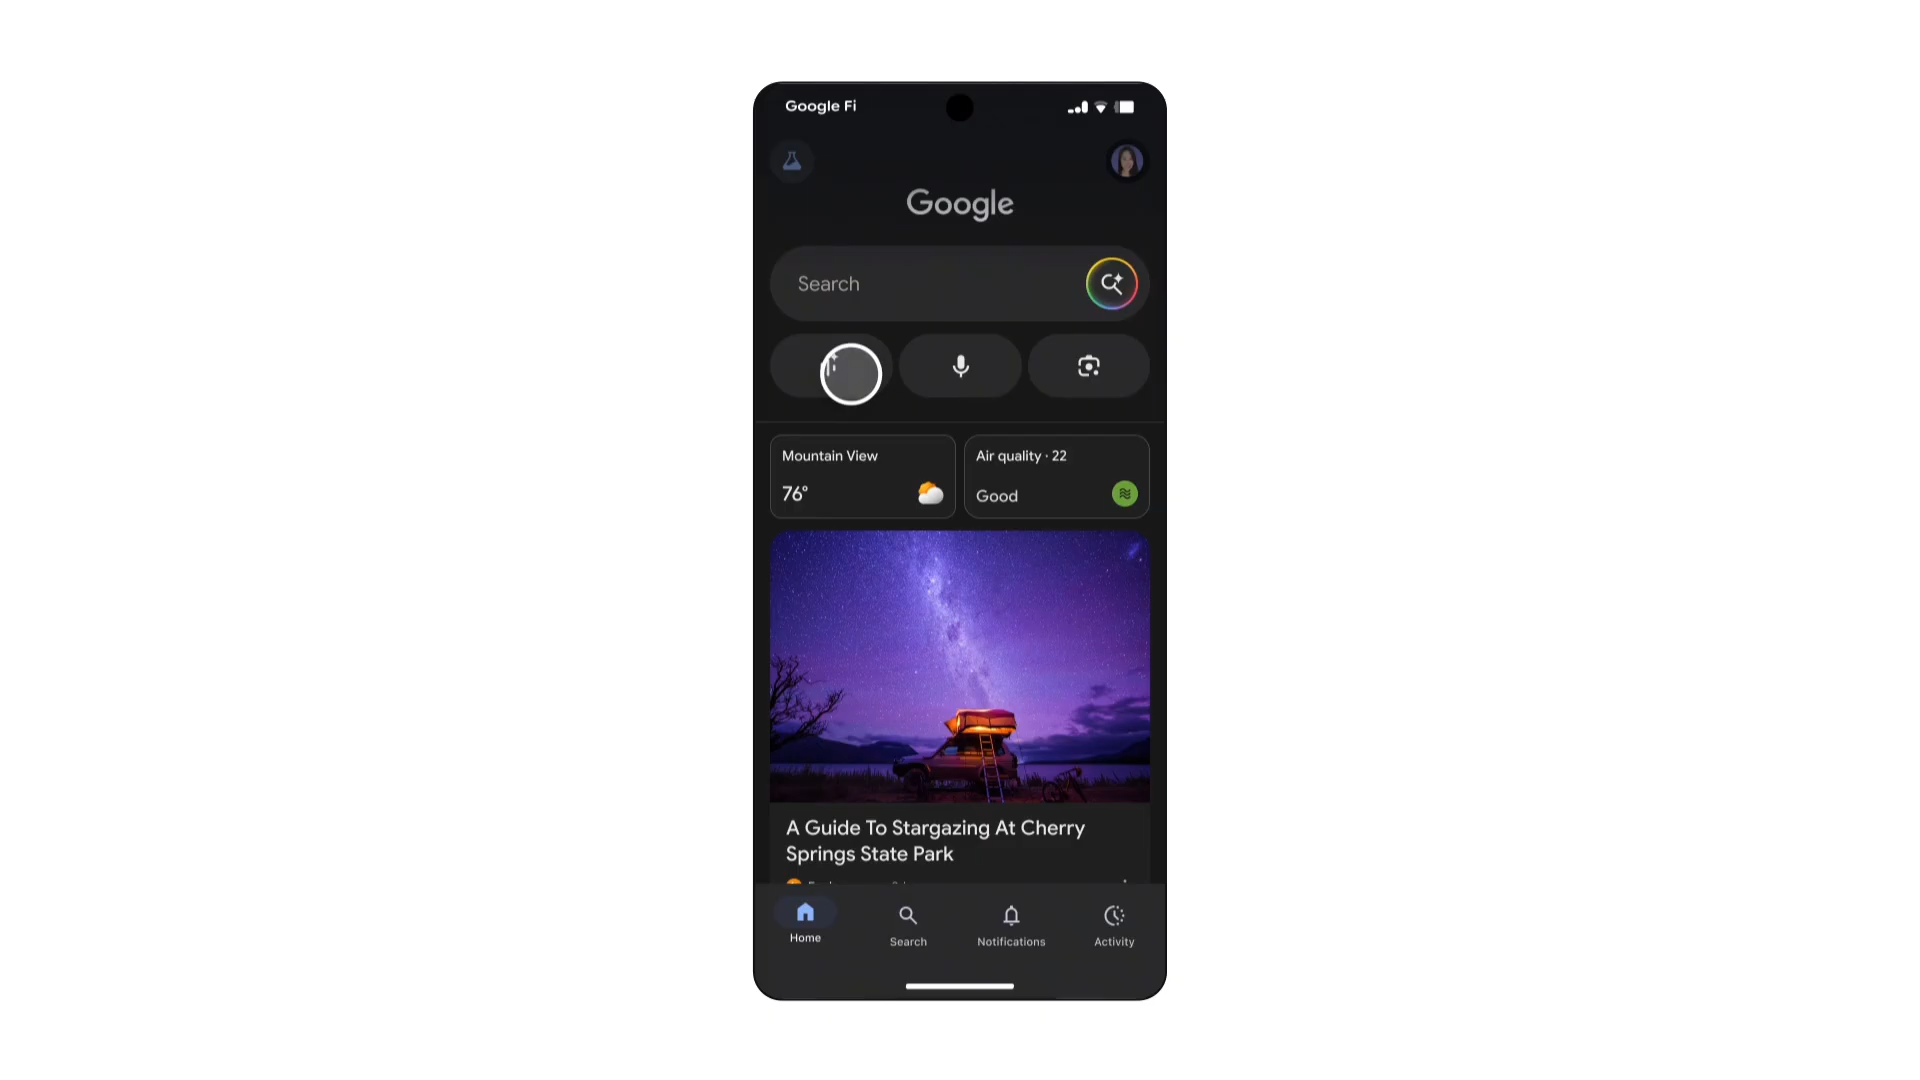 Google Fi
Google
Search
Mountain View
76°
Air quality · 22
Good
A Guide To Stargazing At Cherry
Springs State Park
Home
Search
Notifications
Activity